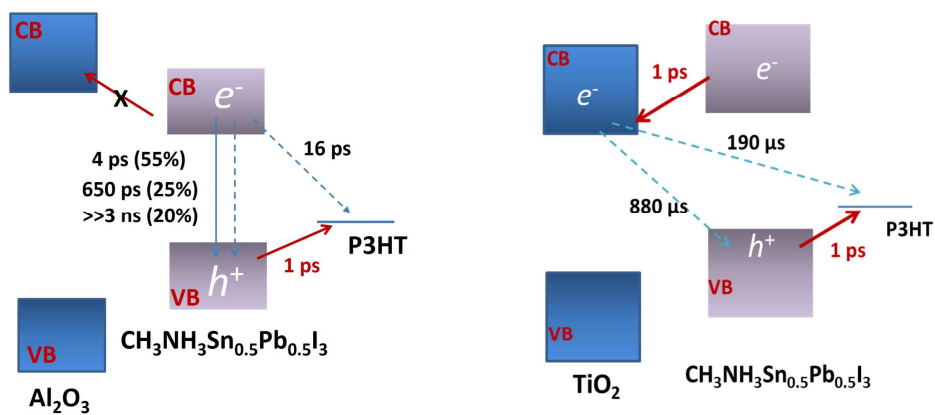 CB
CB
e⁻
X
4 ps (55%)
650 ps (25%)
>>3 ns (20%)
16 ps
P3HT
h⁺
1 ps
VB
VB
CH₃NH₃Sn₀.₅Pb₀.₅I₃
Al₂O₃
CB
CB
e⁻
1 ps
e⁻
190 µs
880 µs
P3HT
h⁺
1 ps
VB
VB
TiO₂
CH₃NH₃Sn₀.₅Pb₀.₅I₃